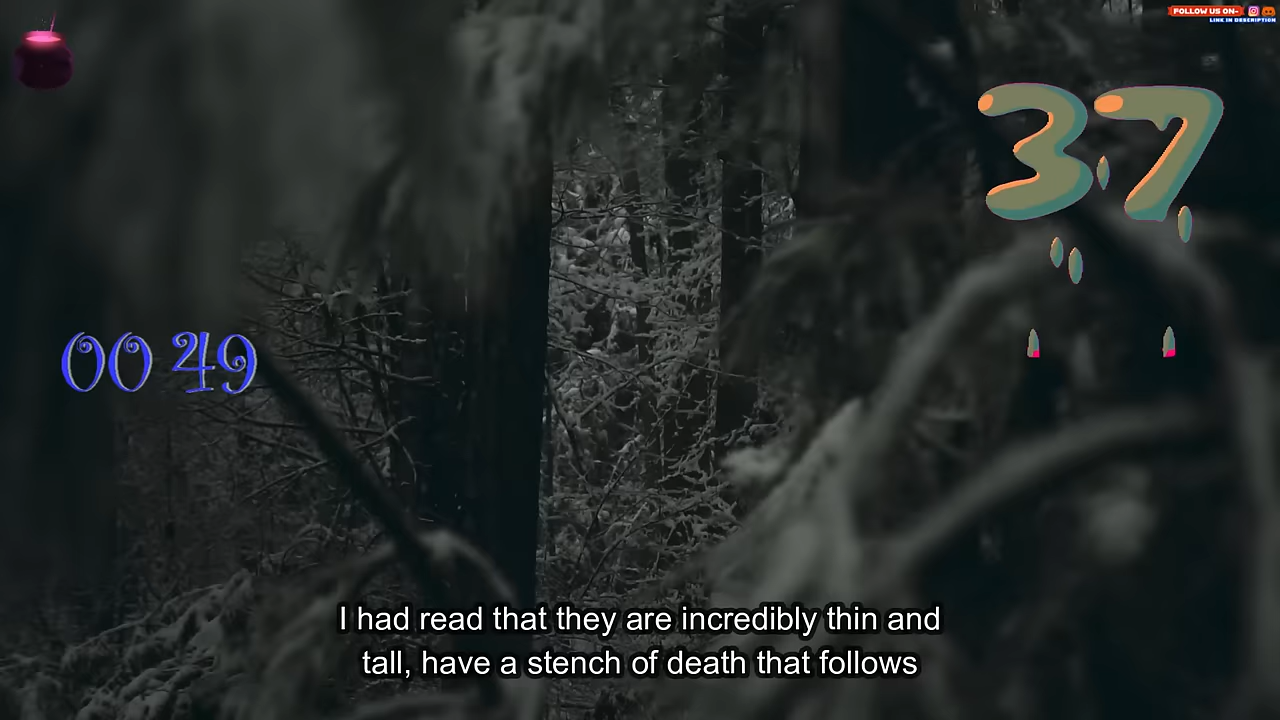 FOLLOW US ON-
LINK IN DESCRIPTION
37
00 49
I had read that they are incredibly thin and
tall, have a stench of death that follows